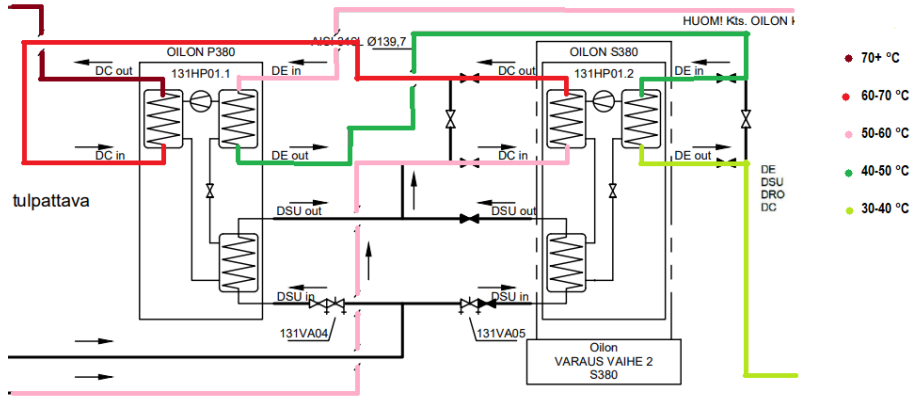 HUOM! Kts. OILON k
AISI 316L Ø139,7
OILON P380
OILON S380
DC out
131HP01.1
DE in
DC out
131HP01.2
DE in
70+ °C
60-70 °C
50-60 °C
40-50 °C
30-40 °C
DC in
DE out
DC in
DE out
DE
DSU
DRO
DC
tulpattava
DSU out
DSU out
DSU in
DSU in
131VA04
131VA05
Oilon
VARAUS VAIHE 2
S380